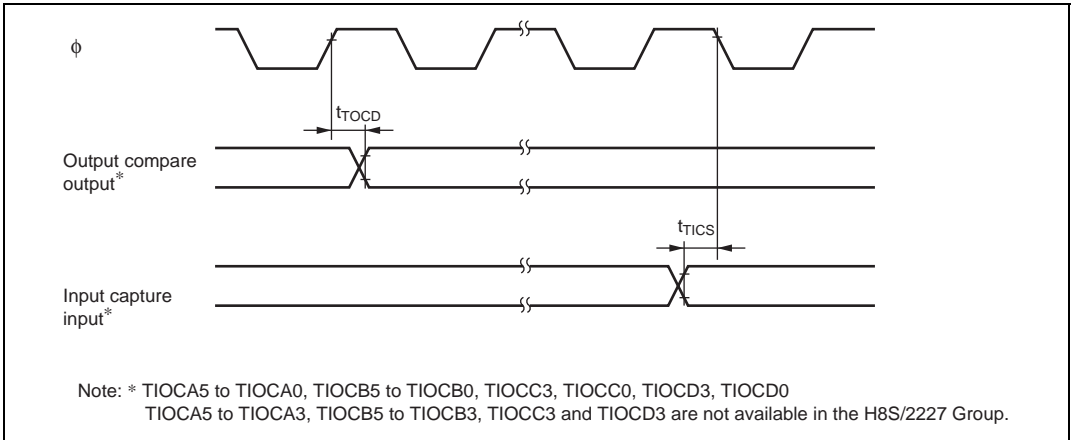 ϕ
tTOCD
Output compare
output*
tTICS
Input capture
input*
Note: * TIOCA5 to TIOCA0, TIOCB5 to TIOCB0, TIOCC3, TIOCC0, TIOCD3, TIOCD0
TIOCA5 to TIOCA3, TIOCB5 to TIOCB3, TIOCC3 and TIOCD3 are not available in the H8S/2227 Group.